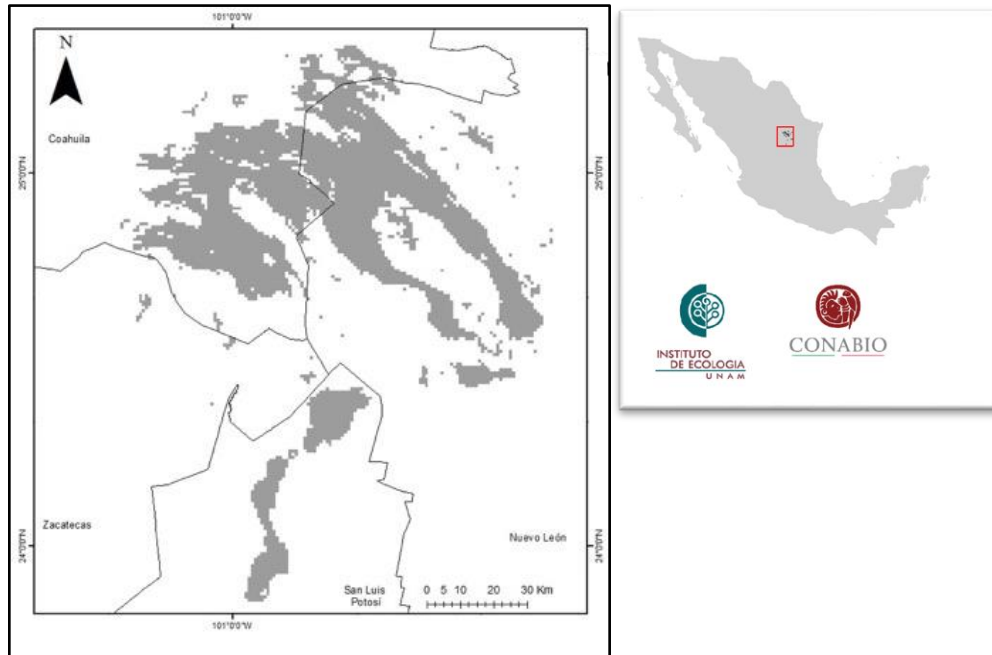 101°0'0"W
N
Coahuila
25°0'0"N
25°0'0"N
Zacatecas
Nuevo León
24°0'0"N
24°0'0"N
San Luis
Potosí
0 5 10 20 30 Km
101°0'0"W
INSTITUTO
DE ECOLOGIA
UNAM
CONABIO